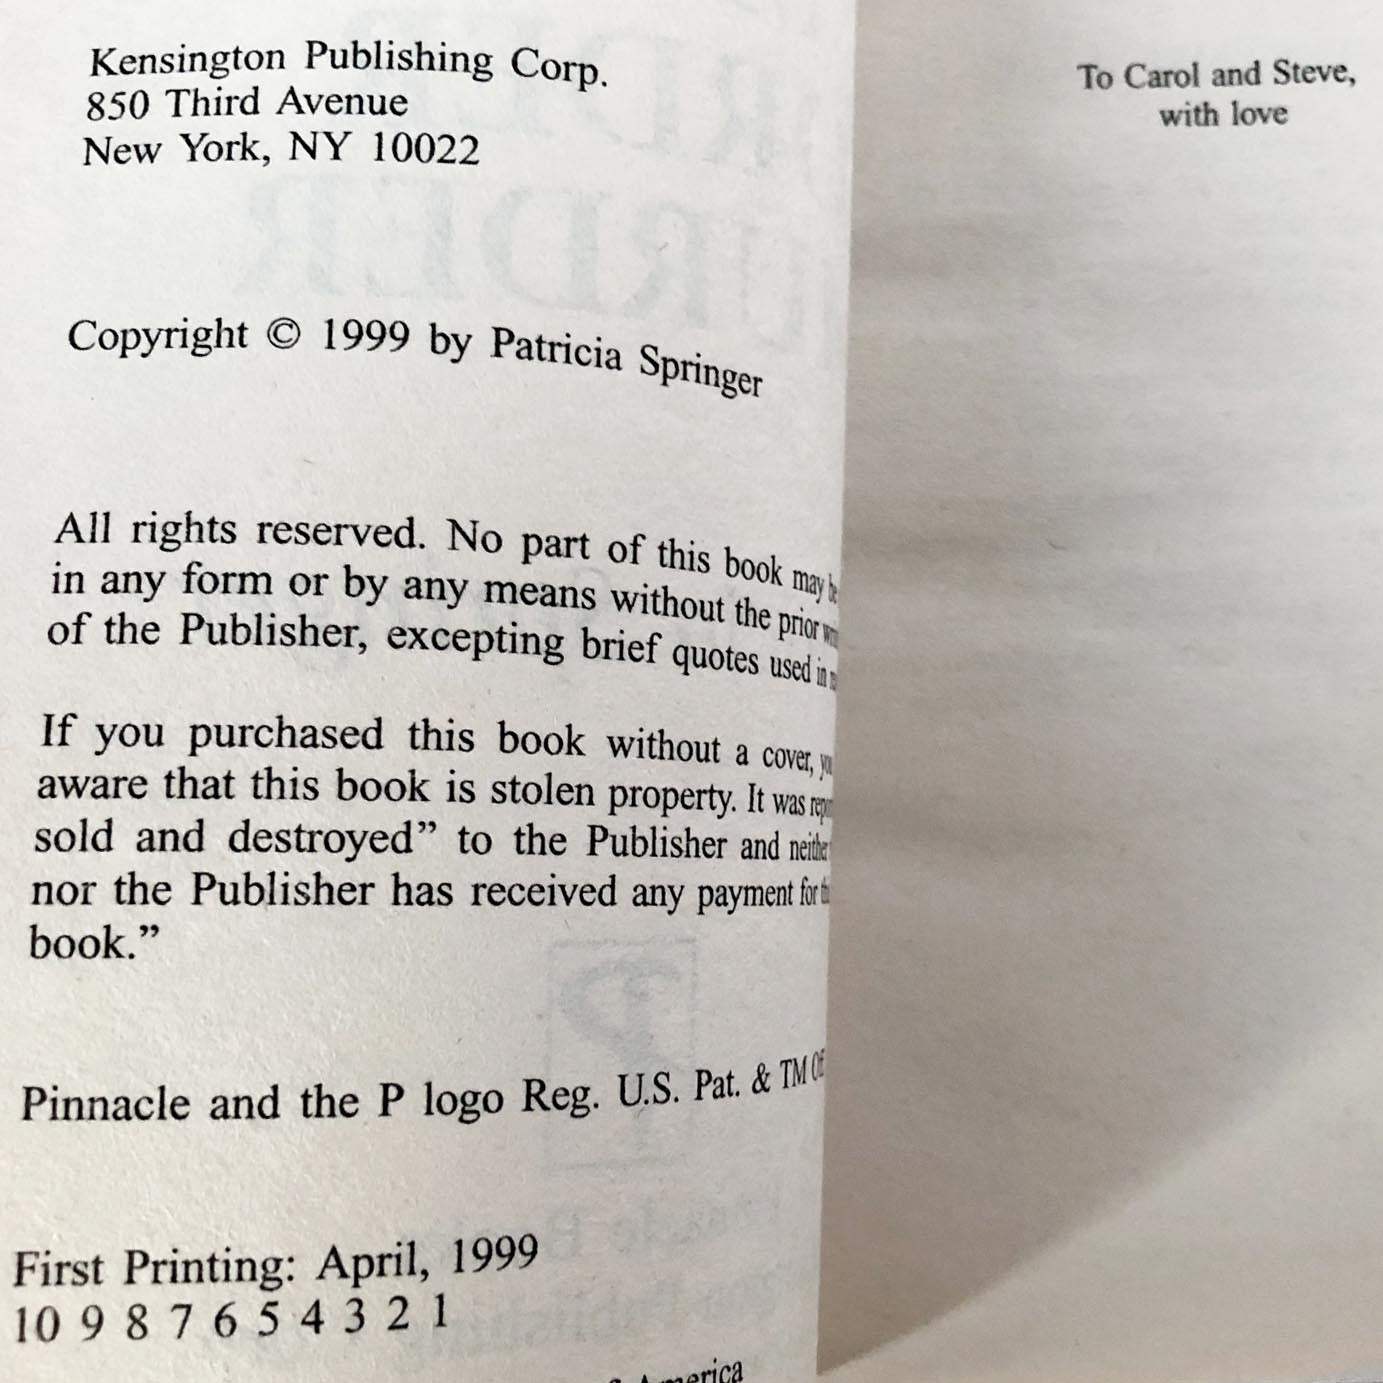 Kensington Publishing Corp.
850 Third Avenue
New York, NY 10022
Copyright © 1999 by Patricia Springer
All rights reserved. No part of this book may be
in any form or by any means without the prior
of the Publisher, excepting brief quotes used in
If you purchased this book without a cover,
aware that this book is stolen property. It was
sold and destroyed” to the Publisher and neither
nor the Publisher has received any payment for
book.”
Pinnacle and the P logo Reg. U.S. Pat. & TM
First Printing: April, 1999
10 9 8 7 6 5 4 3 2 1
America
To Carol and Steve,
with love